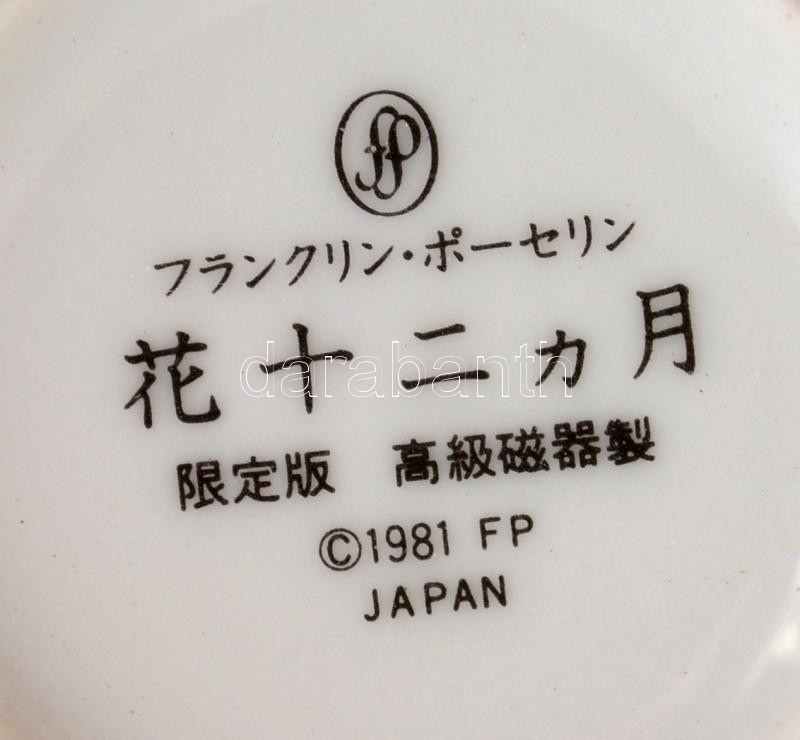 FP
フランクリン・ポーセリン
花十二ヵ月
darabanth
限定版 高級磁器製
©1981 FP
JAPAN